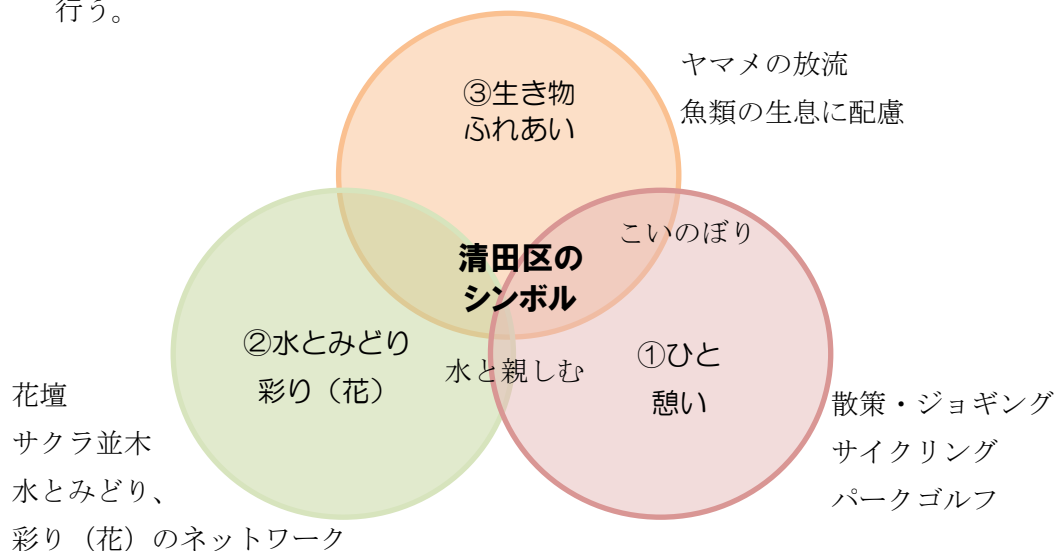 行う。
③生き物
ふれあい
ヤマメの放流
魚類の生息に配慮
こいのぼり
清田区の
シンボル
②水とみどり
彩り（花）
水と親しむ
①ひと
憩い
花壇
サクラ並木
水とみどり、
彩り（花）のネットワーク
散策・ジョギング
サイクリング
パークゴルフ